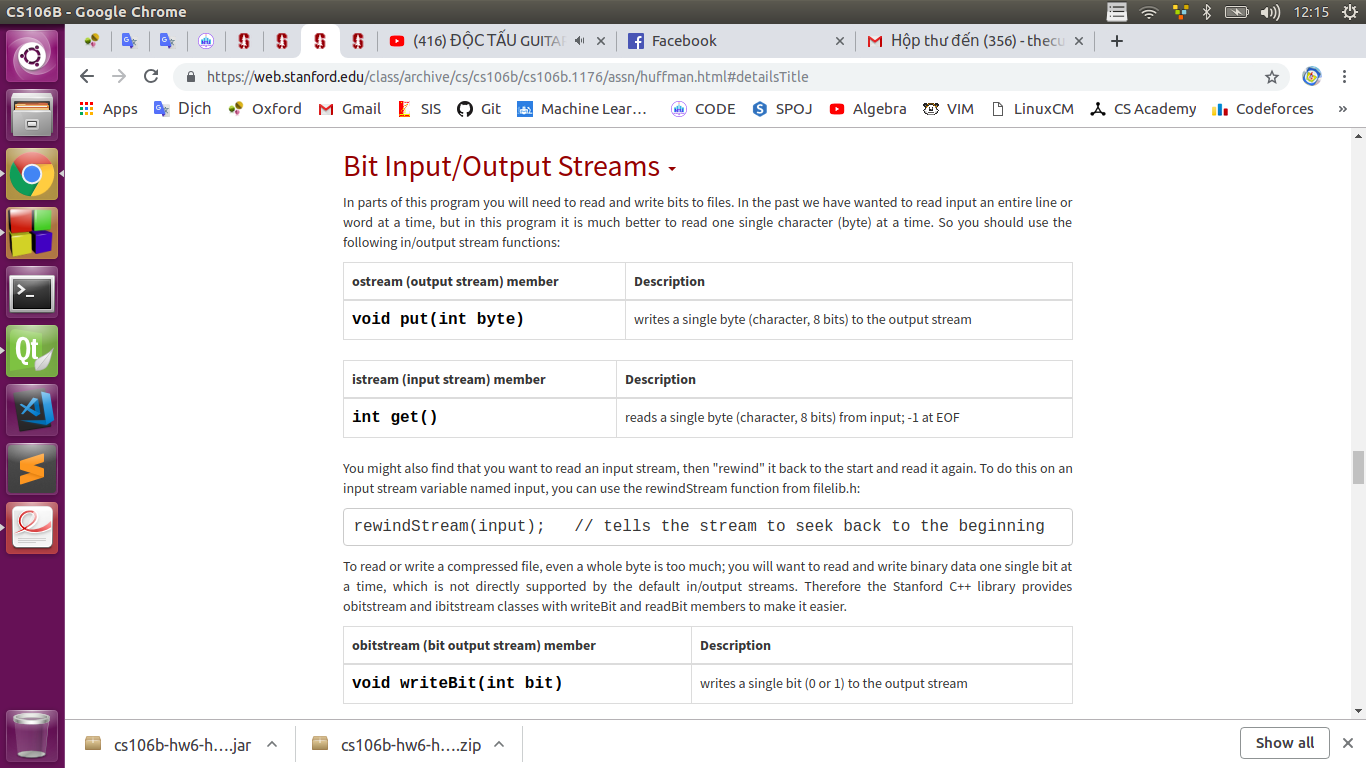 CS106B - Google Chrome
12:15
(416) ĐỘC TẤU GUITAR
Facebook
Hộp thư đến (356) - thecu
https://web.stanford.edu/class/archive/cs/cs106b/cs106b.1176/assn/huffman.html#detailsTitle
Apps Dịch Oxford Gmail SIS Git Machine Lear… CODE SPOJ Algebra VIM LinuxCM CS Academy Codeforces »
Bit Input/Output Streams
In parts of this program you will need to read and write bits to files. In the past we have wanted to read input an entire line or
word at a time, but in this program it is much better to read one single character (byte) at a time. So you should use the
following in/output stream functions:
ostream (output stream) member Description
void put(int byte) writes a single byte (character, 8 bits) to the output stream
istream (input stream) member Description
int get() reads a single byte (character, 8 bits) from input; -1 at EOF
You might also find that you want to read an input stream, then "rewind" it back to the start and read it again. To do this on an
input stream variable named input, you can use the rewindStream function from filelib.h:
rewindStream(input);   // tells the stream to seek back to the beginning
To read or write a compressed file, even a whole byte is too much; you will want to read and write binary data one single bit at
a time, which is not directly supported by the default in/output streams. Therefore the Stanford C++ library provides
obitstream and ibitstream classes with writeBit and readBit members to make it easier.
obitstream (bit output stream) member Description
void writeBit(int bit) writes a single bit (0 or 1) to the output stream
cs106b-hw6-h….jar
cs106b-hw6-h….zip
Show all